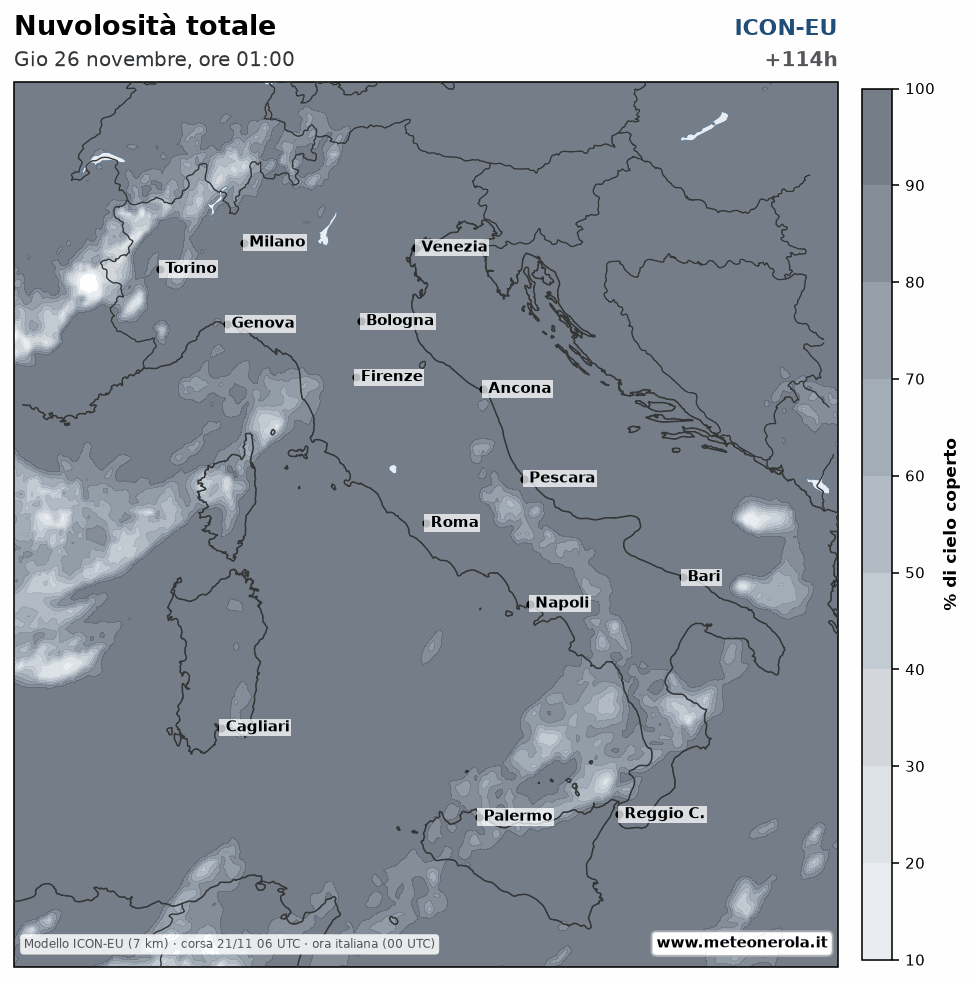 Nuvolosità totale
ICON-EU
Gio 26 novembre, ore 01:00
+114h
100
90
80
70
60
50
40
30
20
10
% di cielo coperto
Milano
Venezia
Torino
Genova
Bologna
Firenze
Ancona
Pescara
Roma
Bari
Napoli
Cagliari
Palermo
Reggio C.
Modello ICON-EU (7 km) · corsa 21/11 06 UTC · ora italiana (00 UTC)
www.meteonerola.it